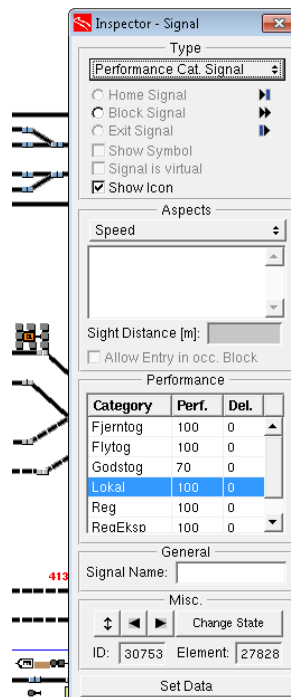 Inspector - Signal
Type
Performance Cat. Signal
Home Signal
Block Signal
Exit Signal
Show Symbol
Signal is virtual
Show Icon
Aspects
Speed
Sight Distance [m]:
Allow Entry in occ. Block
Performance
Category Perf. Del.
Fjerntog 100 0
Flytog 100 0
Godstog 70 0
Lokal 100 0
Reg 100 0
RegEksp 100 0
General
Signal Name:
413
Misc.
Change State
ID: 30753 Element: 27828
Set Data